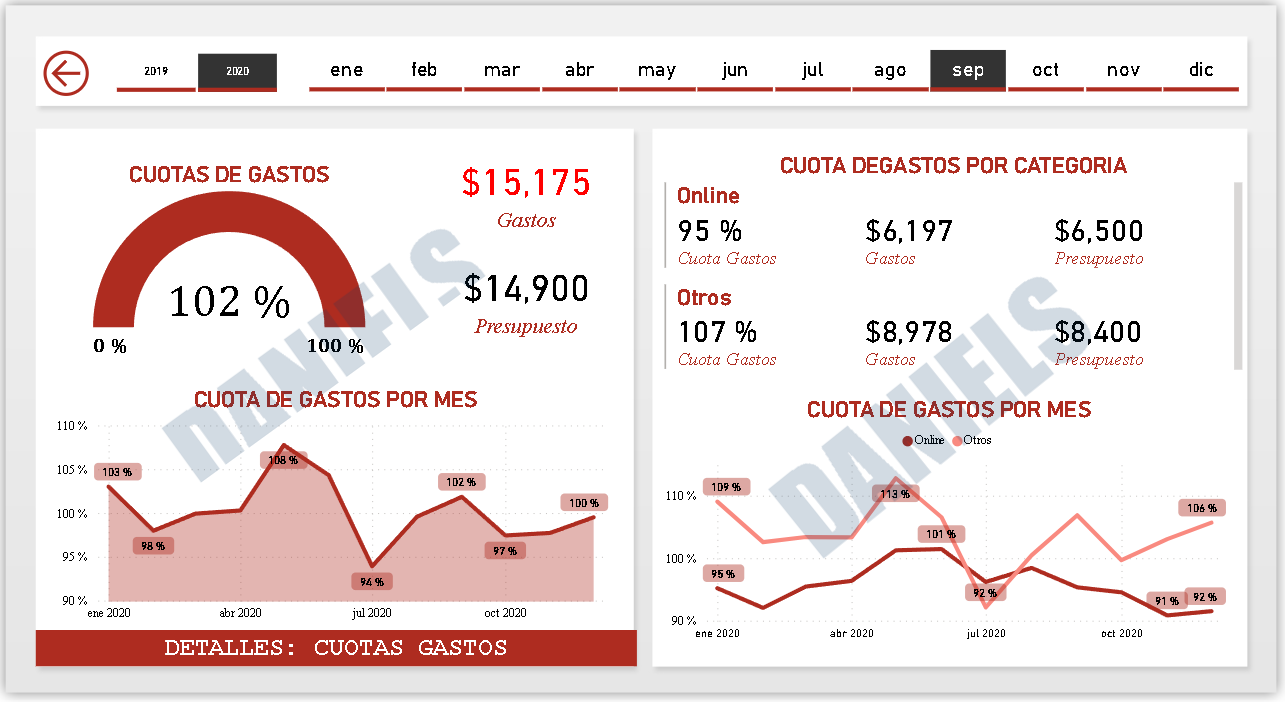 2019 2020 ene feb mar abr may jun jul ago sep oct nov dic
CUOTAS DE GASTOS
$15,175
Gastos
102 %
0 % 100 %
$14,900
Presupuesto
CUOTA DE GASTOS POR MES
110 %
105 %
100 %
95 %
90 %
103 %
98 %
108 %
94 %
102 %
97 %
100 %
ene 2020 abr 2020 jul 2020 oct 2020
DETALLES: CUOTAS GASTOS
DANIELS
CUOTA DEGASTOS POR CATEGORIA
Online
95 % $6,197 $6,500
Cuota Gastos Gastos Presupuesto
Otros
107 % $8,978 $8,400
Cuota Gastos Gastos Presupuesto
CUOTA DE GASTOS POR MES
Online Otros
110 %
100 %
90 %
109 %
95 %
113 %
101 %
92 %
91 %
92 %
106 %
ene 2020 abr 2020 jul 2020 oct 2020
DANIELS